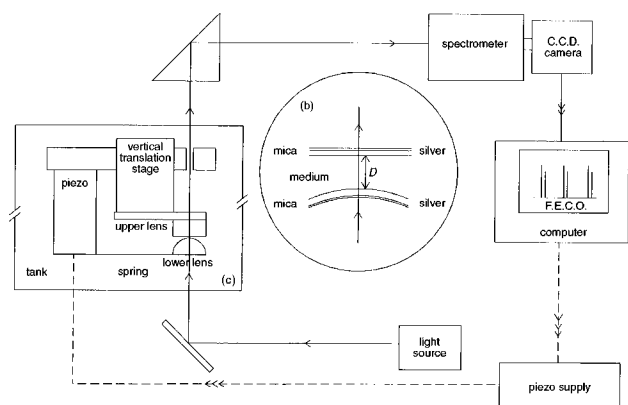 spectrometer
C.C.D.
camera
(b)
mica
silver
medium
D
mica
silver
vertical
translation
stage
piezo
upper lens
lower lens
tank
spring
(c)
F.E.C.O.
computer
light
source
piezo supply